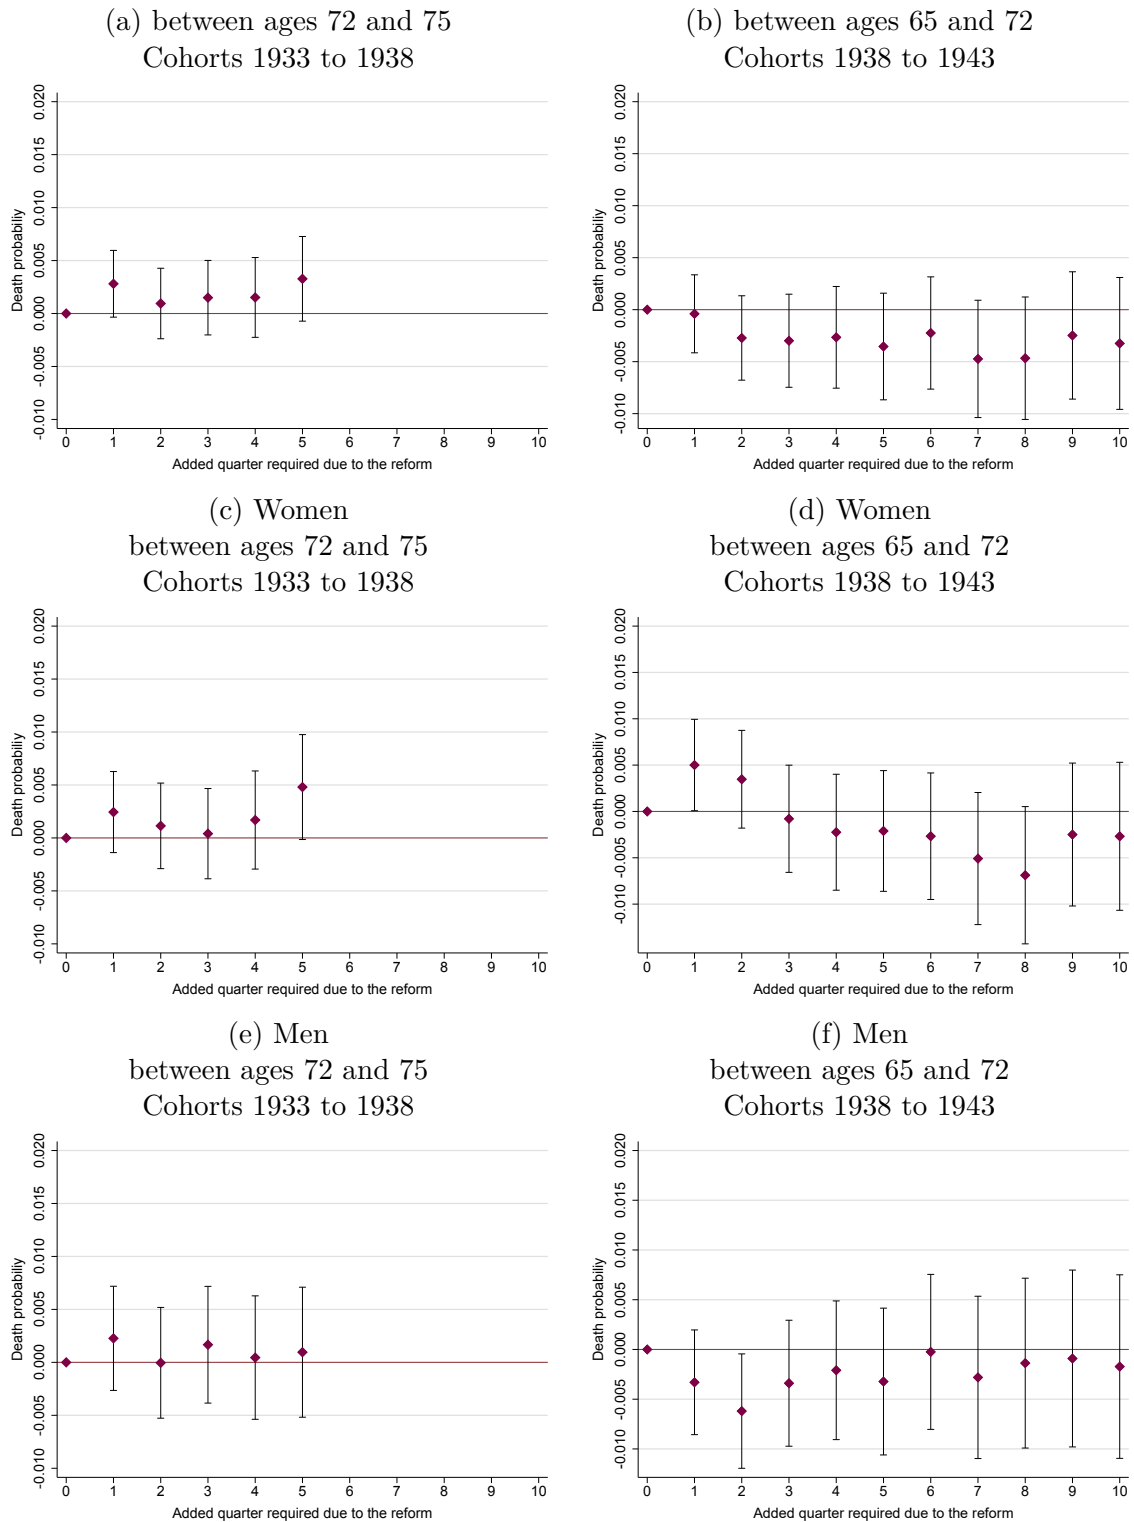 (a) between ages 72 and 75
Cohorts 1933 to 1938
Death probabiliy
0.020
0.015
0.010
0.005
0.000
-0.005
-0.010
0 1 2 3 4 5 6 7 8 9 10
Added quarter required due to the reform
(b) between ages 65 and 72
Cohorts 1938 to 1943
Death probabiliy
0.020
0.015
0.010
0.005
0.000
-0.005
-0.010
0 1 2 3 4 5 6 7 8 9 10
Added quarter required due to the reform
(c) Women
between ages 72 and 75
Cohorts 1933 to 1938
Death probabiliy
0.020
0.015
0.010
0.005
0.000
-0.005
-0.010
0 1 2 3 4 5 6 7 8 9 10
Added quarter required due to the reform
(d) Women
between ages 65 and 72
Cohorts 1938 to 1943
Death probabiliy
0.020
0.015
0.010
0.005
0.000
-0.005
-0.010
0 1 2 3 4 5 6 7 8 9 10
Added quarter required due to the reform
(e) Men
between ages 72 and 75
Cohorts 1933 to 1938
Death probabiliy
0.020
0.015
0.010
0.005
0.000
-0.005
-0.010
0 1 2 3 4 5 6 7 8 9 10
Added quarter required due to the reform
(f) Men
between ages 65 and 72
Cohorts 1938 to 1943
Death probabiliy
0.020
0.015
0.010
0.005
0.000
-0.005
-0.010
0 1 2 3 4 5 6 7 8 9 10
Added quarter required due to the reform